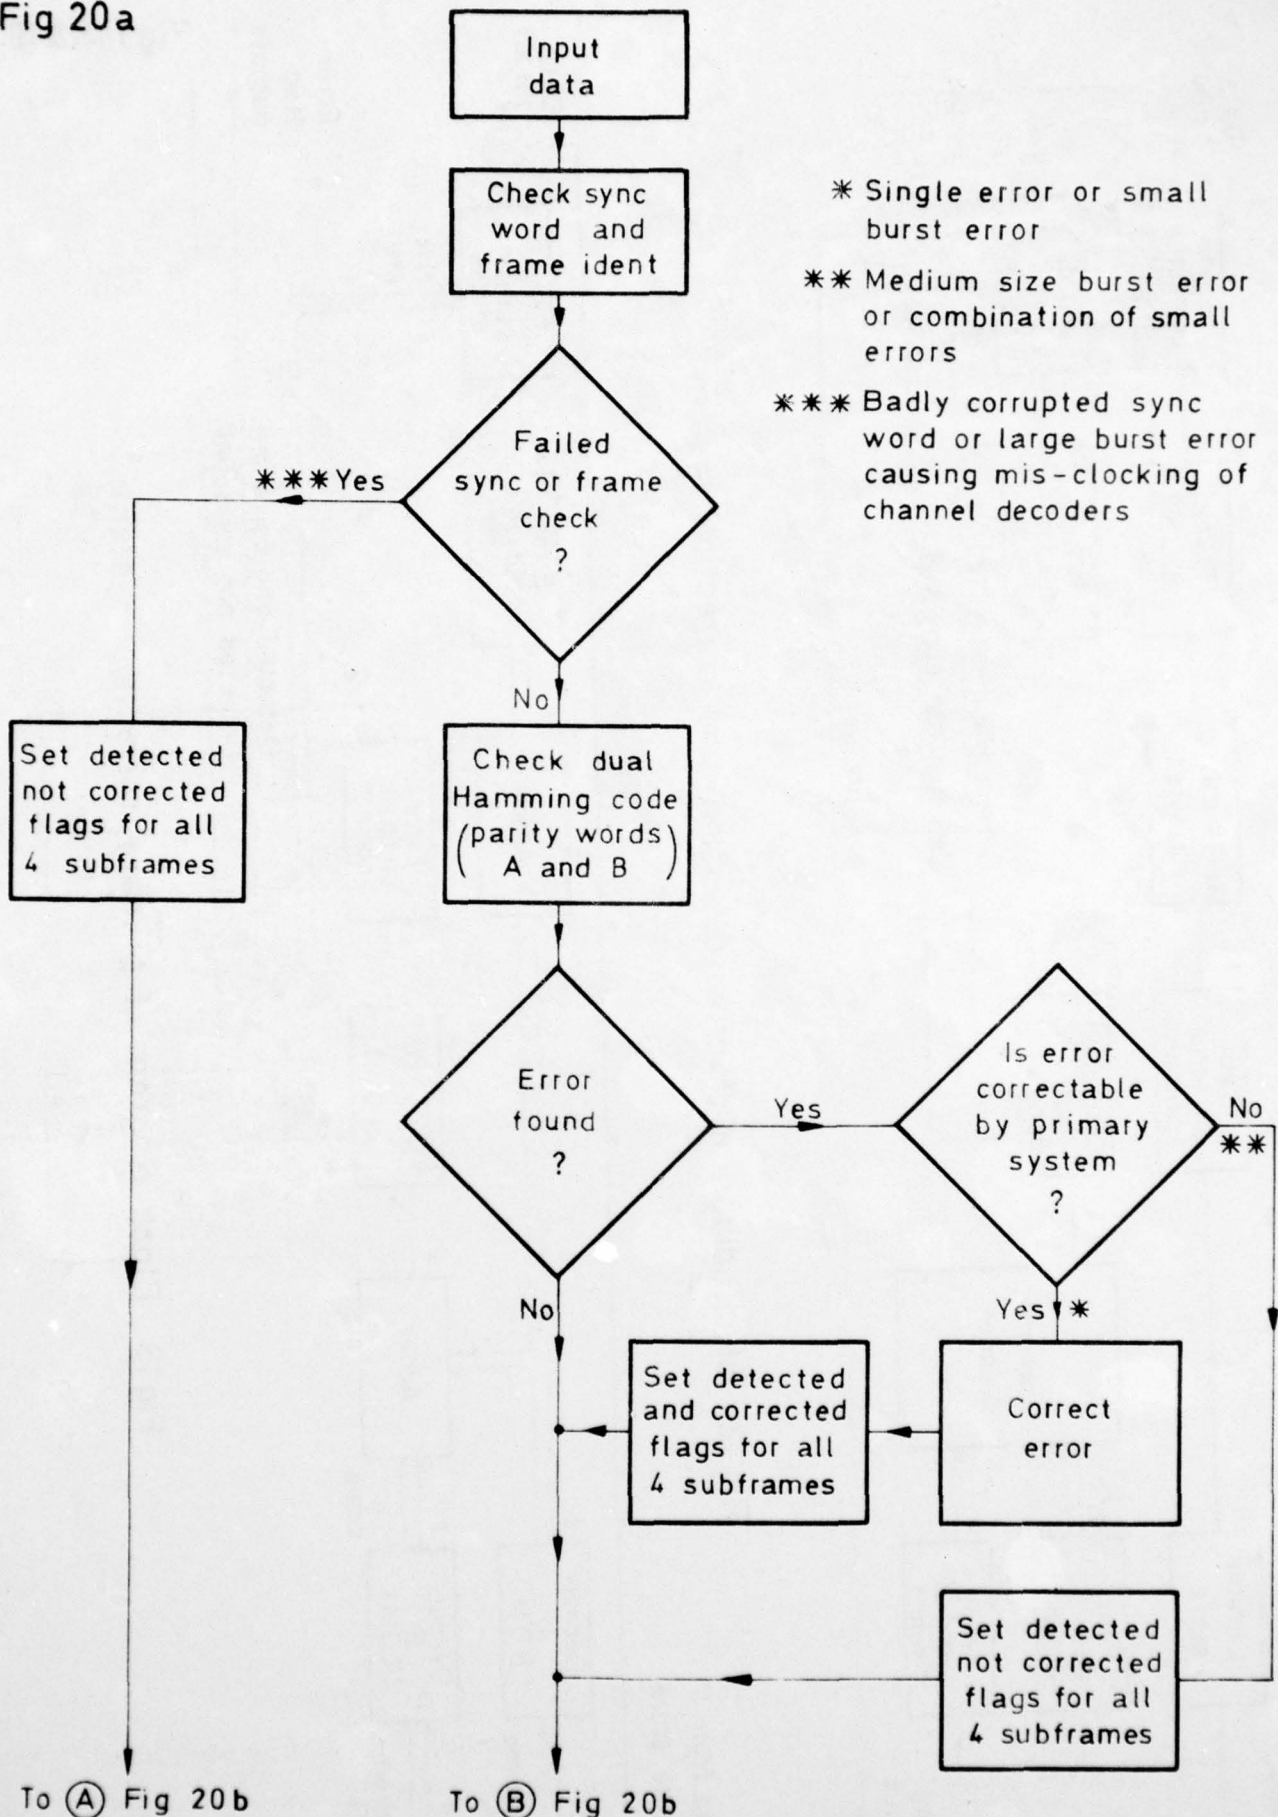 Fig 20a
Input
data
Check sync
word and
frame ident
✳ Single error or small
burst error
✳✳ Medium size burst error
or combination of small
errors
✳✳✳ Badly corrupted sync
word or large burst error
causing mis-clocking of
channel decoders
Failed
sync or frame
check
?
✳✳✳Yes
No
Set detected
not corrected
flags for all
4 subframes
Check dual
Hamming code
(parity words
A and B)
Error
found
?
Yes
Is error
correctable
by primary
system
?
No
✳✳
No
Yes ✳
Set detected
and corrected
flags for all
4 subframes
Correct
error
Set detected
not corrected
flags for all
4 subframes
To Ⓐ Fig 20b
To Ⓑ Fig 20b